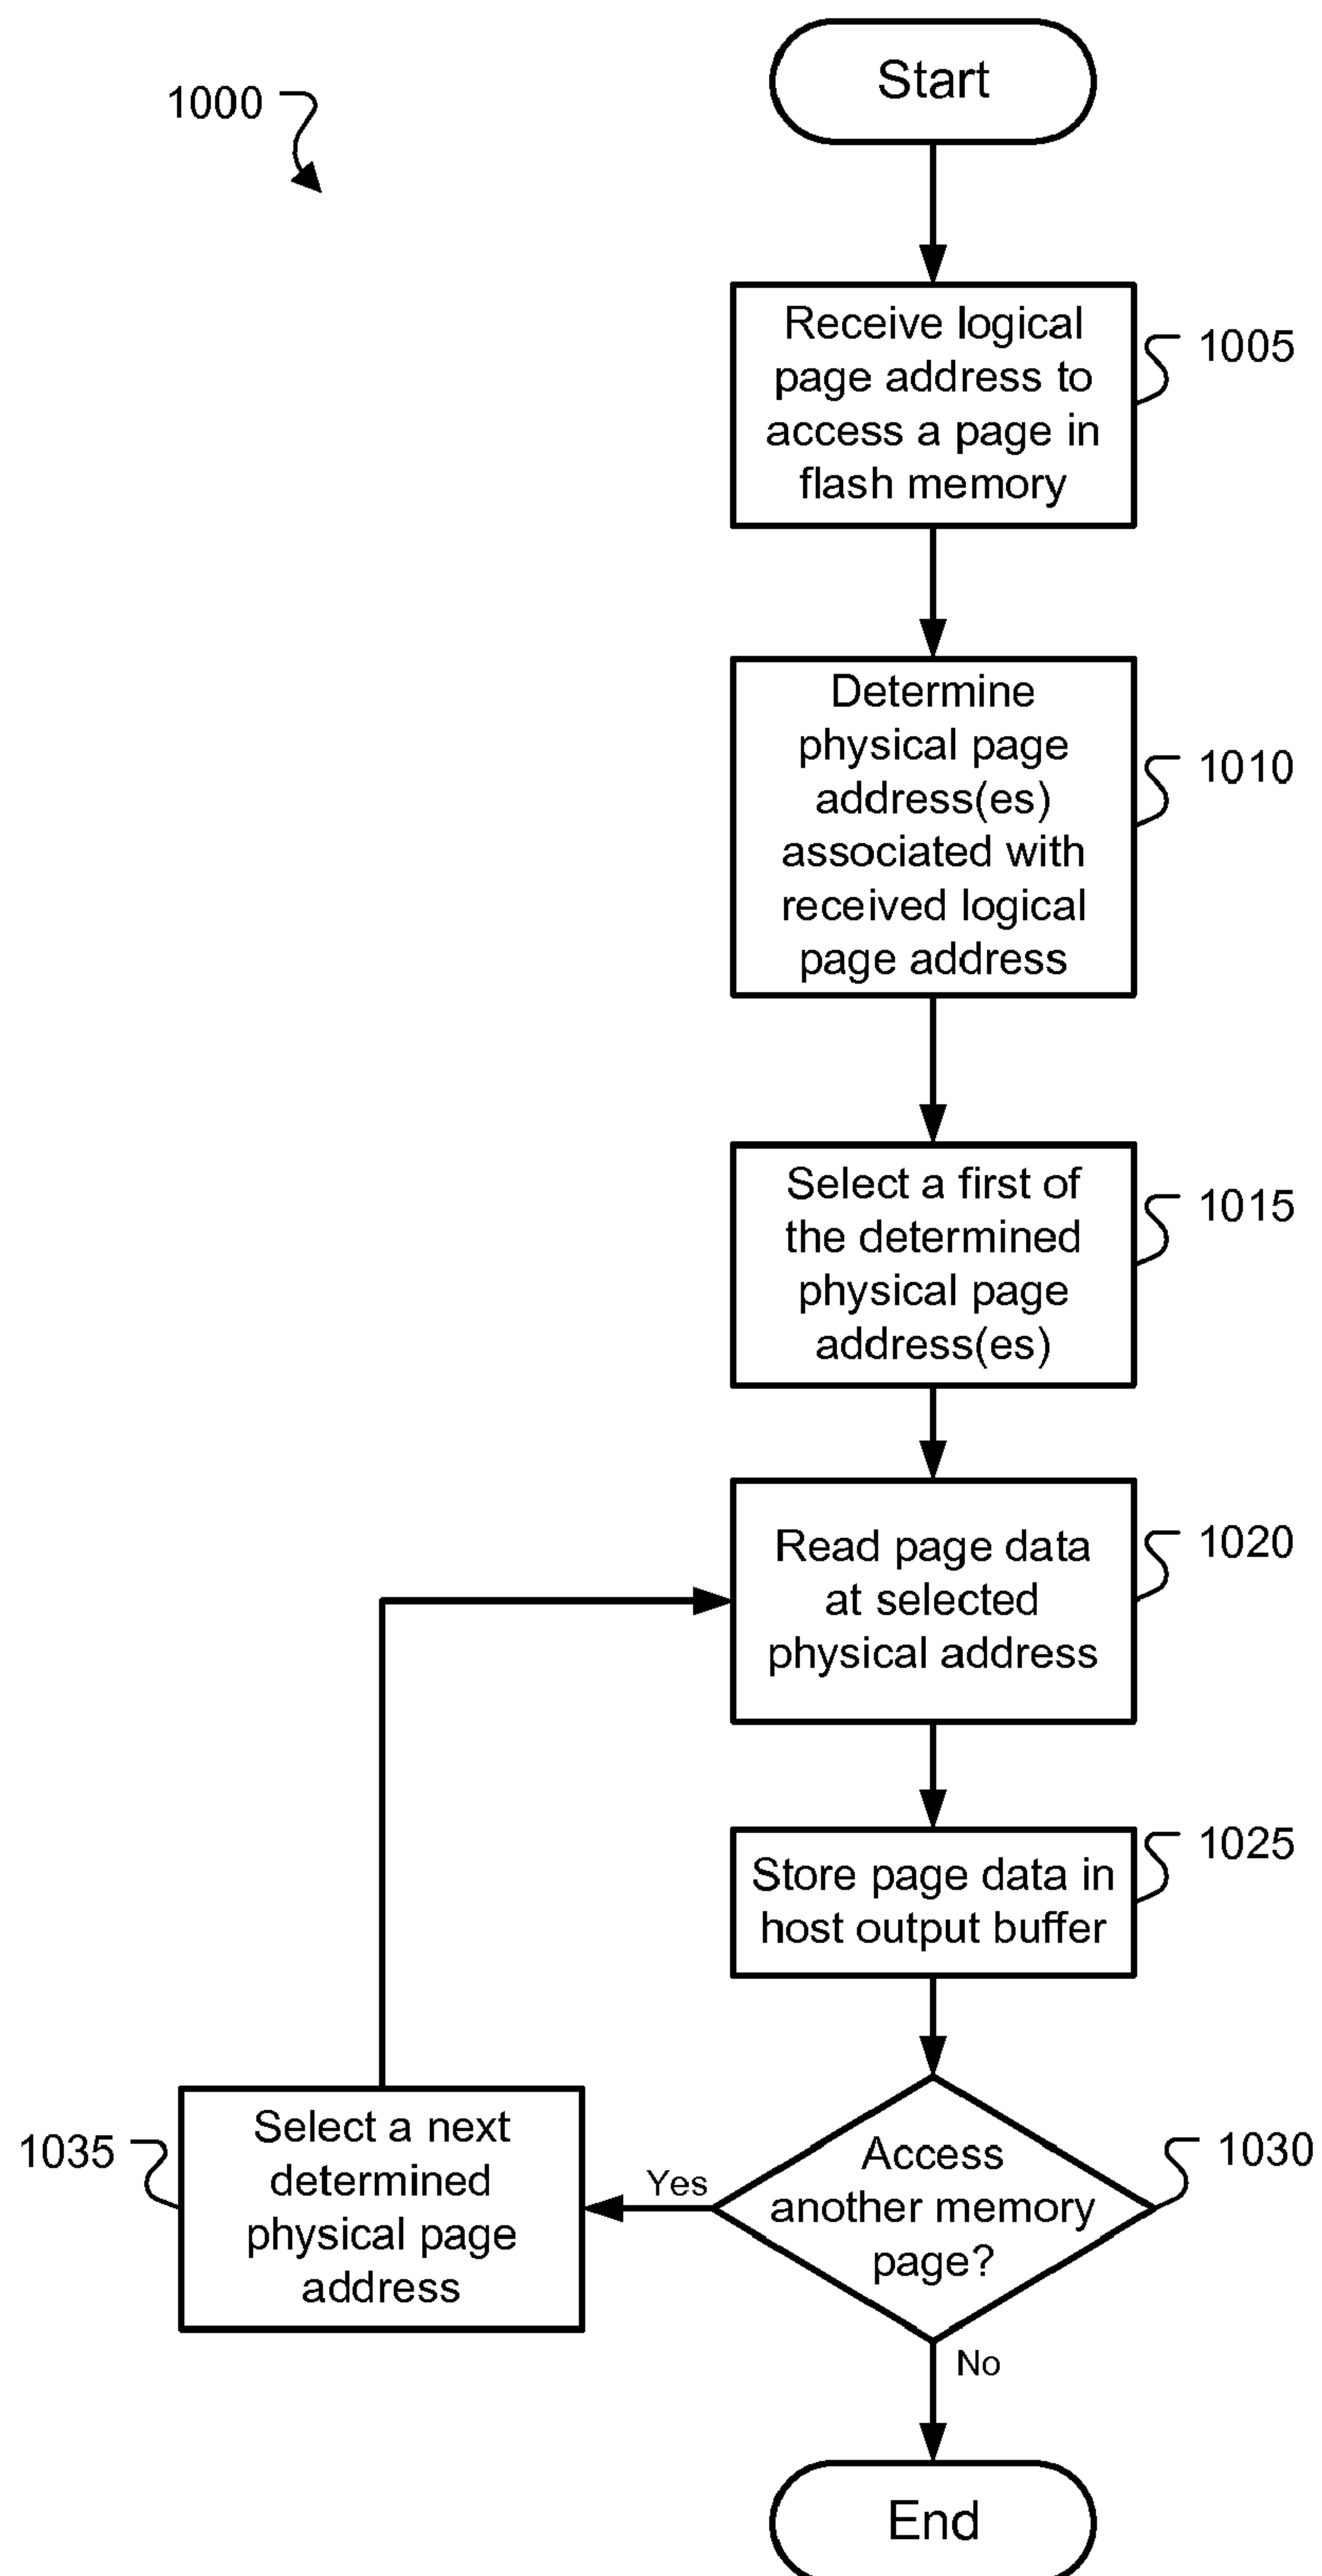 Start
1000
Receive logical
page address to
access a page in
flash memory
1005
Determine
physical page
address(es)
associated with
received logical
page address
1010
Select a first of
the determined
physical page
address(es)
1015
Read page data
at selected
physical address
1020
Store page data in
host output buffer
1025
Access
another memory
page?
1030
Yes
Select a next
determined
physical page
address
1035
No
End